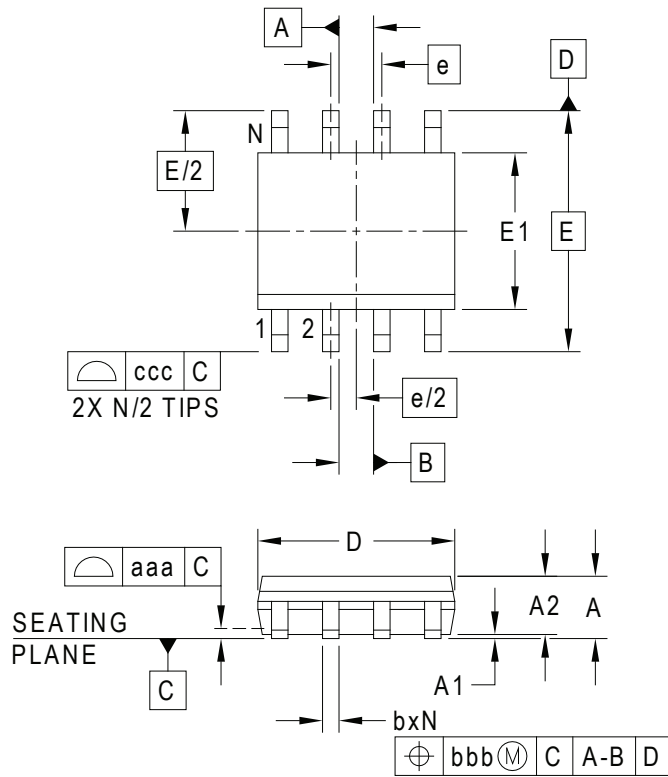 A
e
D
N
E/2
E1
E
1
2
ccc C
2X N/2 TIPS
e/2
B
D
aaa C
A2
A
SEATING
PLANE
C
A1
bxN
bbb Ⓜ C A-B D